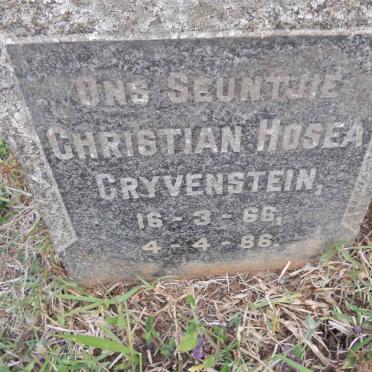 ONS SEUNTJIE
CHRISTIAN HOSEA
GRYVENSTEIN,
16-3-66,
4-4-66.